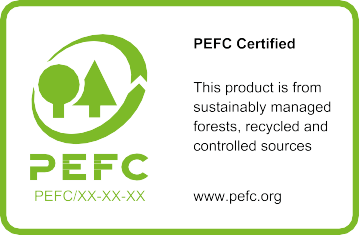 PEFC Certified
This product is from
sustainably managed
forests, recycled and
controlled sources
PEFC
PEFC/XX-XX-XX
www.pefc.org